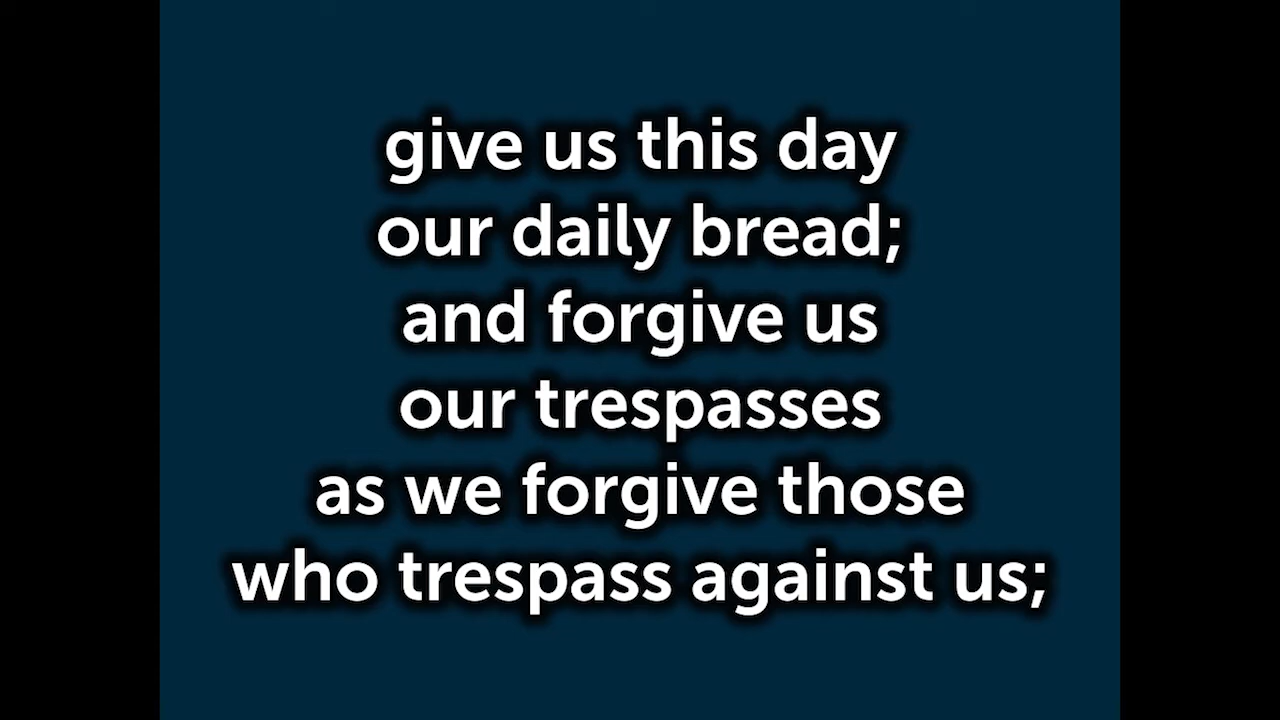 give us this day
our daily bread;
and forgive us
our trespasses
as we forgive those
who trespass against us;